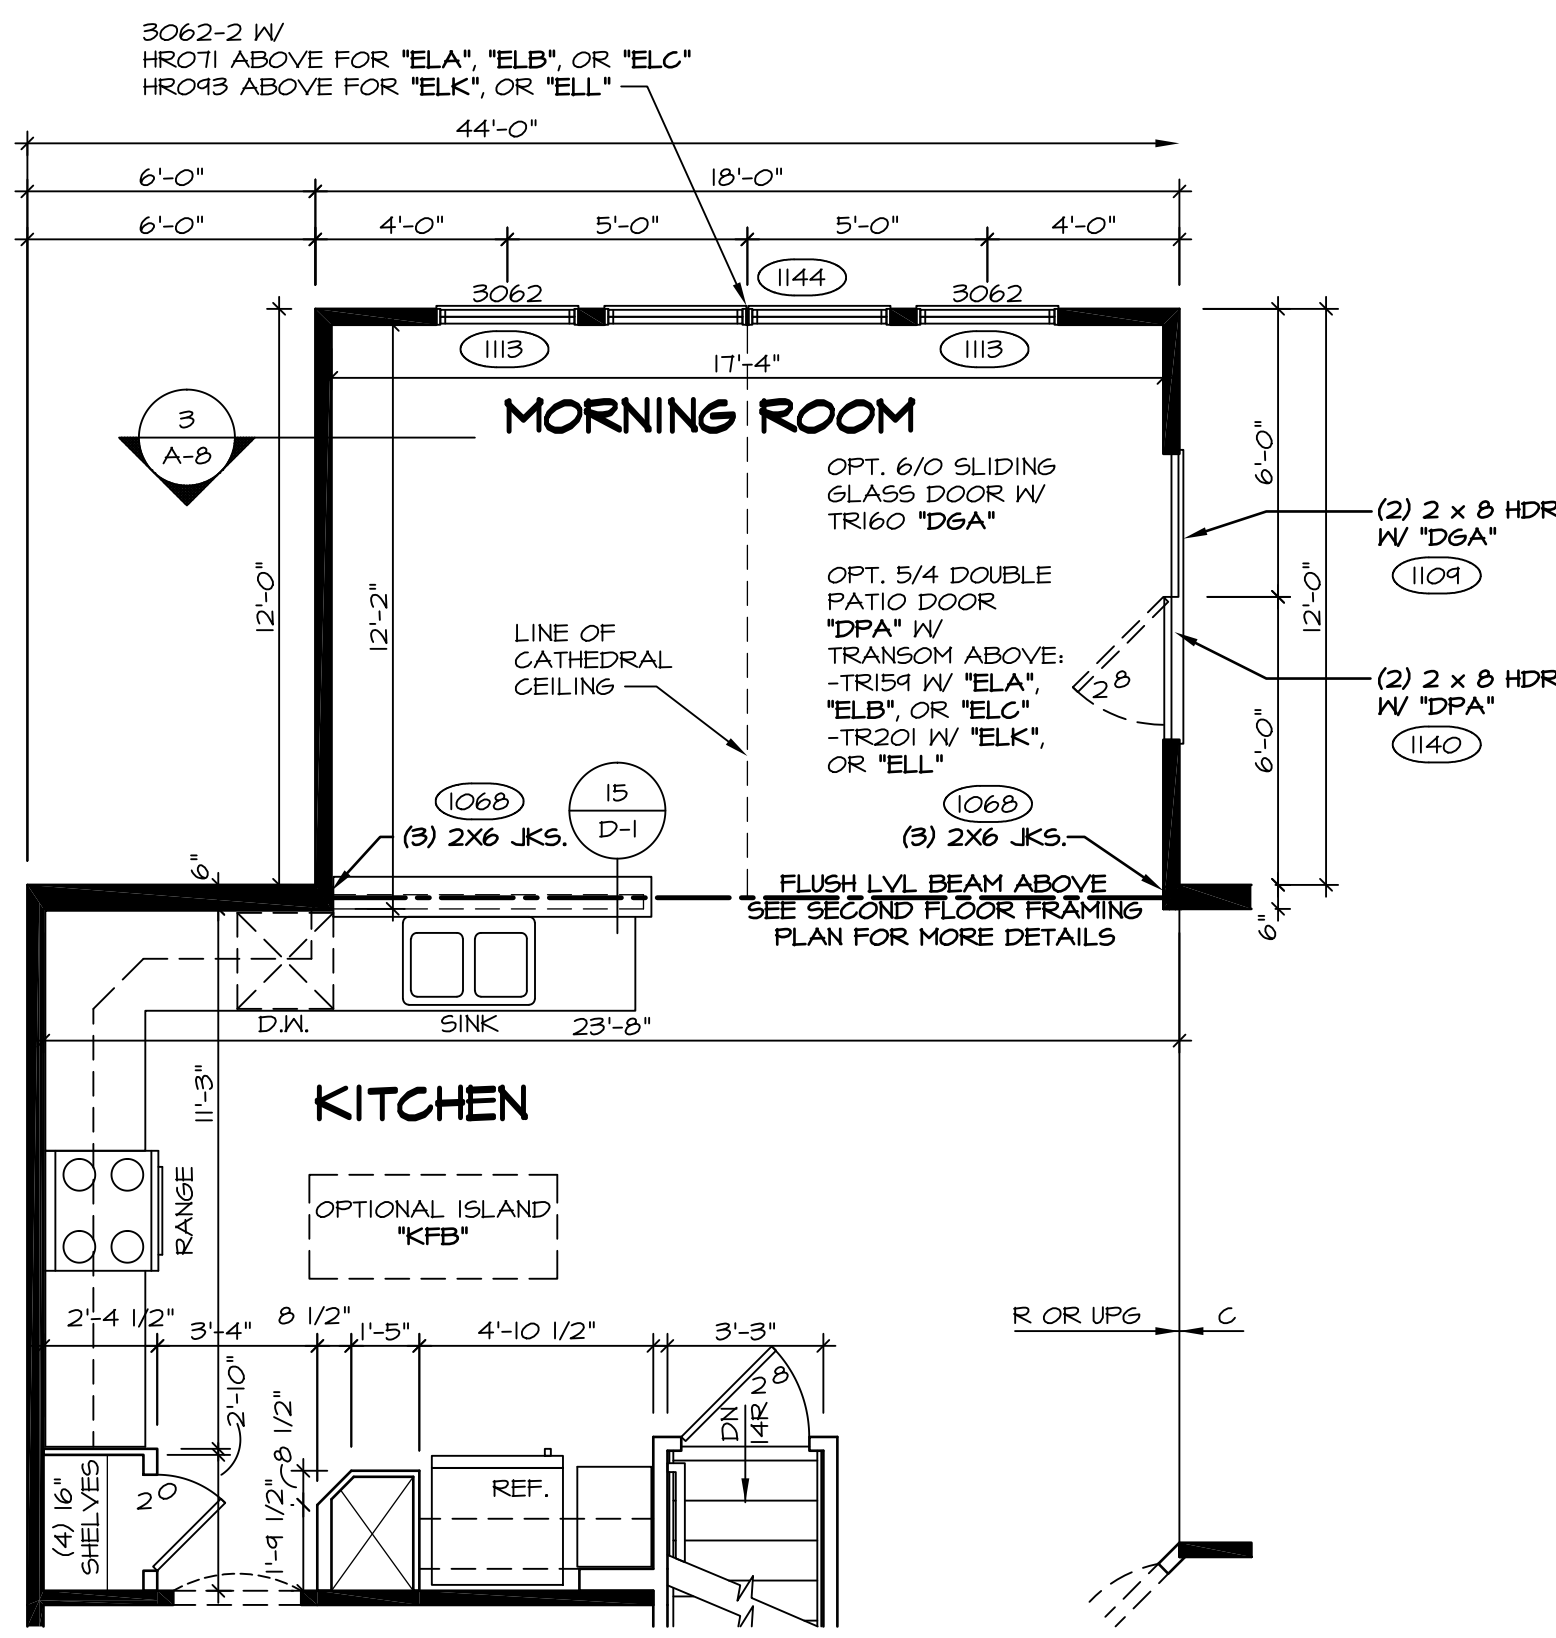 3062-2 W/
HR071 ABOVE FOR "ELA", "ELB", OR "ELC"
HR093 ABOVE FOR "ELK", OR "ELL"
44'-0"
6'-0"
18'-0"
6'-0"
4'-0"
5'-0"
5'-0"
4'-0"
1144
3062
3062
1113
1113
17'-4"
MORNING ROOM
3
A-8
OPT. 6/0 SLIDING
GLASS DOOR W/
TR160 "DGA"
6'-0"
(2) 2 x 8 HDR
W/ "DGA"
1109
OPT. 5/4 DOUBLE
PATIO DOOR
"DPA" W/
TRANSOM ABOVE:
-TR159 W/ "ELA",
"ELB", OR "ELC"
-TR201 W/ "ELK",
OR "ELL"
12'-0"
12'-2"
12'-0"
LINE OF
CATHEDRAL
CEILING
2 8
(2) 2 x 8 HDR
W/ "DPA"
1140
6'-0"
1068
(3) 2X6 JKS.
15
D-1
1068
(3) 2X6 JKS.
6"
FLUSH LVL BEAM ABOVE
SEE SECOND FLOOR FRAMING
PLAN FOR MORE DETAILS
6"
D.W.
SINK
23'-8"
11'-3"
KITCHEN
RANGE
OPTIONAL ISLAND
"KFB"
R OR UPG
C
2'-4 1/2"
3'-4"
8 1/2"
1'-5"
4'-10 1/2"
3'-3"
2'-10"
8 1/2"
2 8
DN
14R
(4) 16"
SHELVES
2 0
1'-9 1/2"
REF.